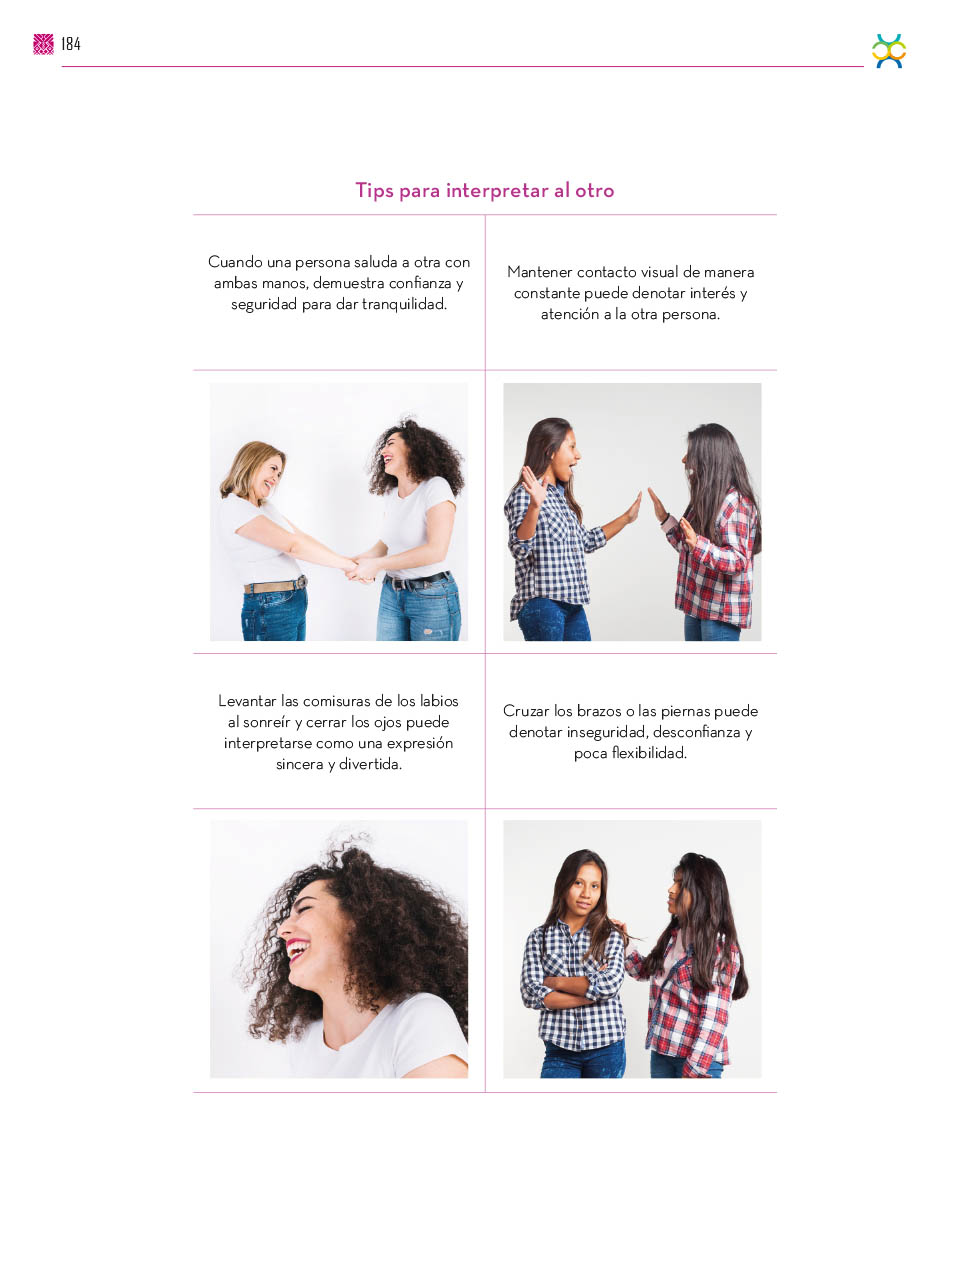 184
Tips para interpretar al otro
Cuando una persona saluda a otra con
ambas manos, demuestra confianza y
seguridad para dar tranquilidad.
Mantener contacto visual de manera
constante puede denotar interés y
atención a la otra persona.
Levantar las comisuras de los labios
al sonreír y cerrar los ojos puede
interpretarse como una expresión
sincera y divertida.
Cruzar los brazos o las piernas puede
denotar inseguridad, desconfianza y
poca flexibilidad.